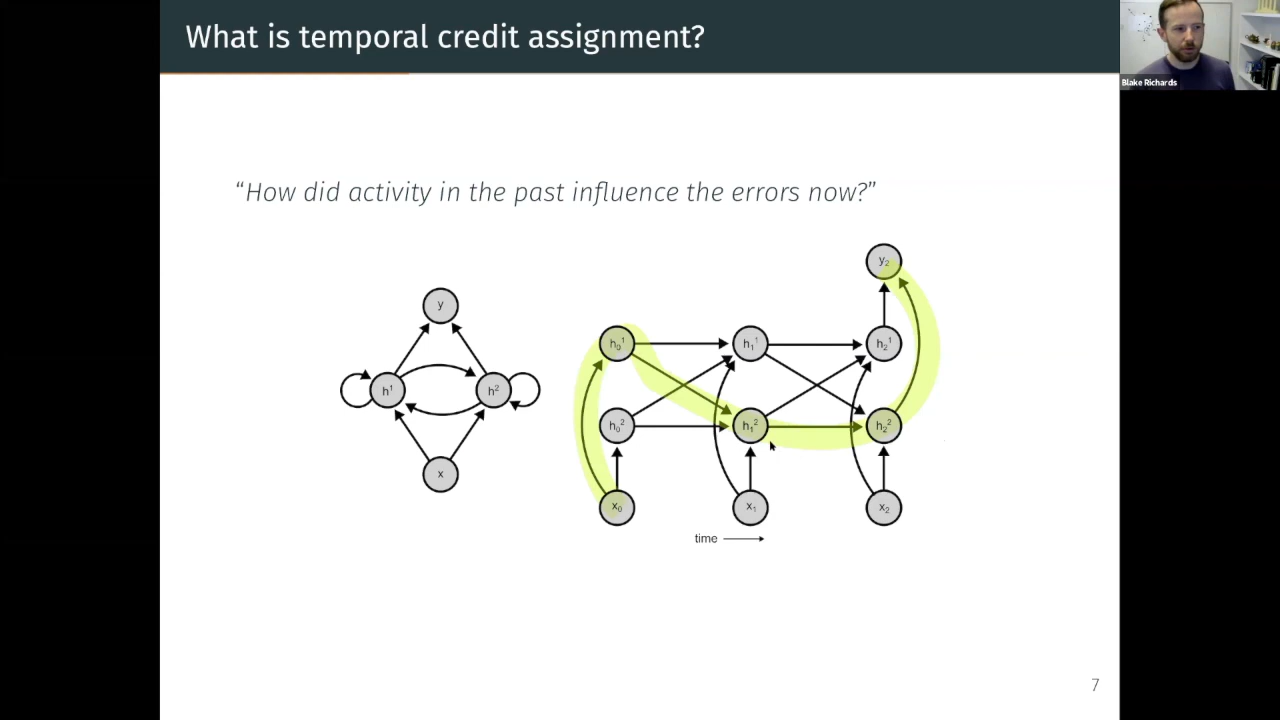 What is temporal credit assignment?
Blake Richards
“How did activity in the past influence the errors now?”
y
h¹
h²
x
y₂
h₀¹
h₁¹
h₂¹
h₀²
h₁²
h₂²
x₀
x₁
x₂
time
7